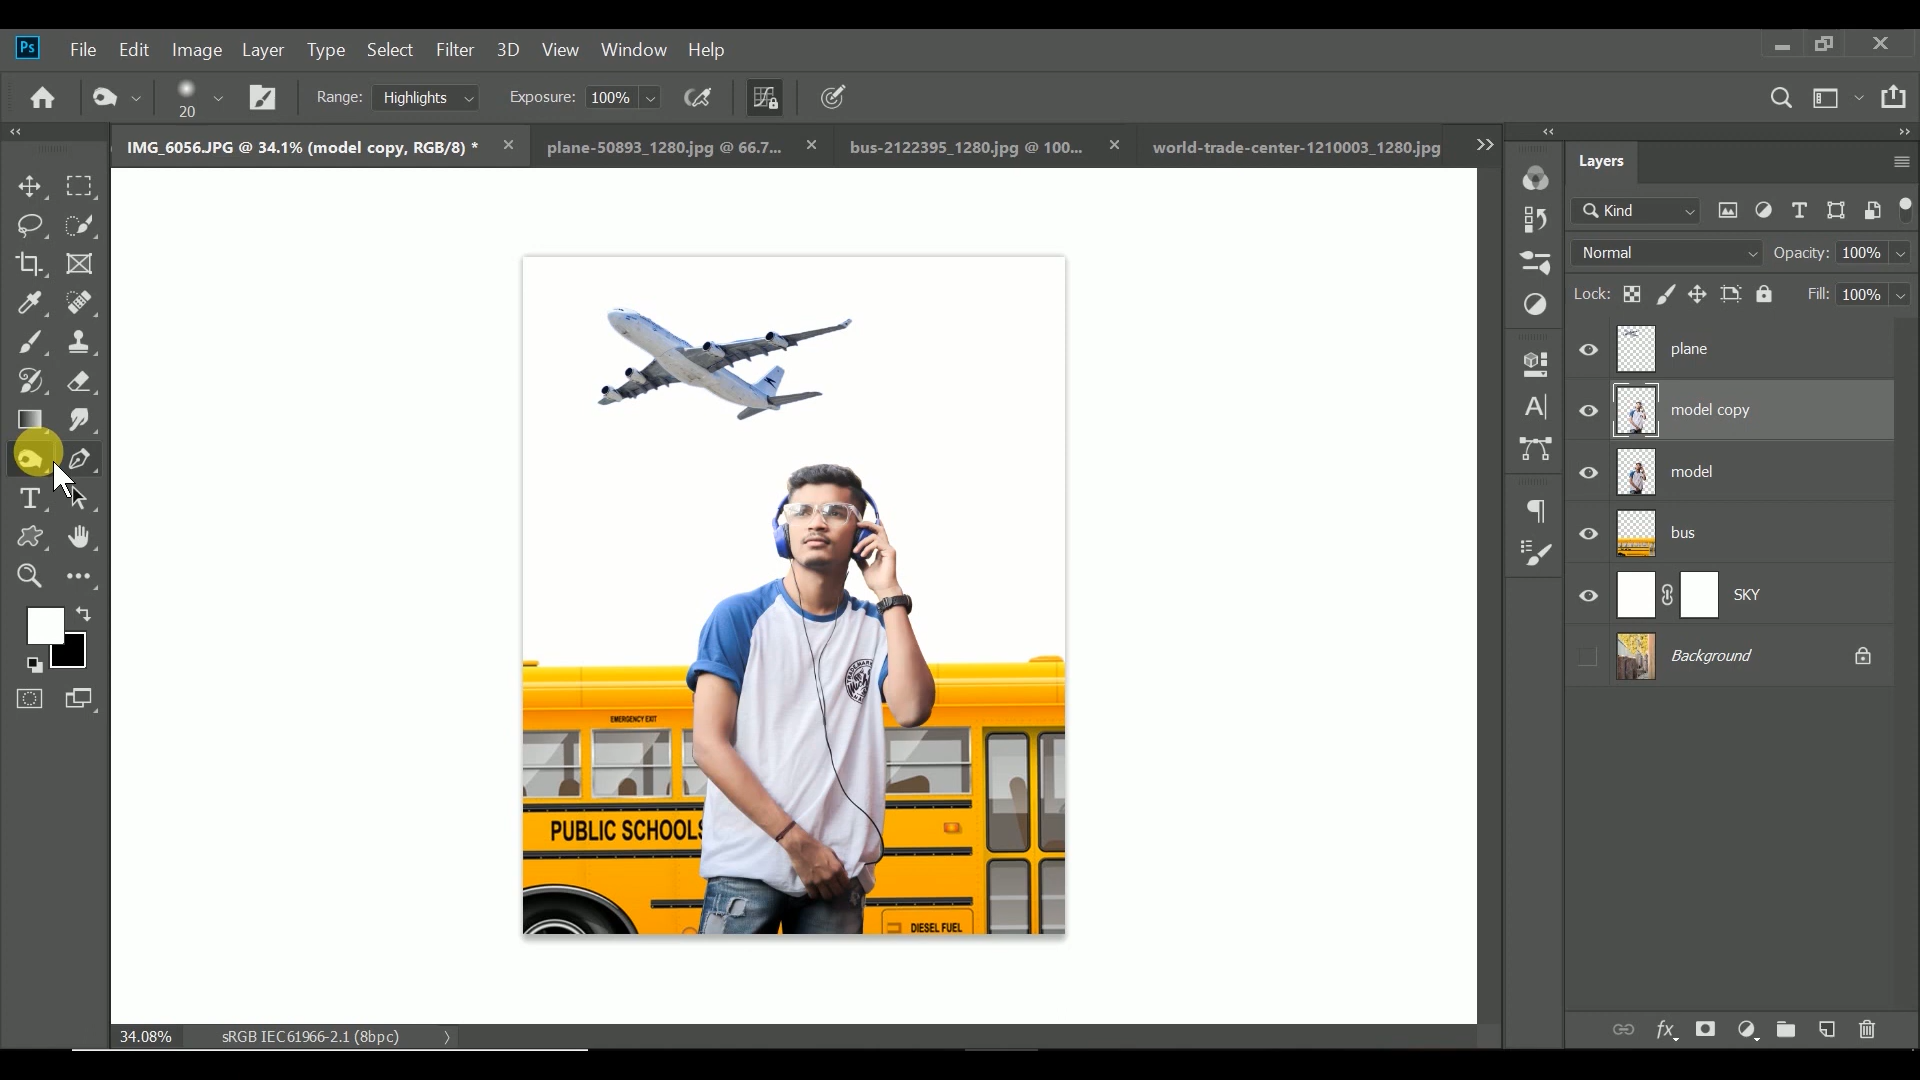 Ps File Edit Image Layer Type Select Filter 3D View Window Help
20 Range: Highlights Exposure: 100%
IMG_6056.JPG @ 34.1% (model copy, RGB/8) * plane-50893_1280.jpg @ 66.7... bus-2122395_1280.jpg @ 100... world-trade-center-1210003_1280.jpg
Layers
Kind
Normal Opacity: 100%
Lock: Fill: 100%
plane
model copy
model
bus
SKY
Background
EMERGENCY EXIT
TRADEMARK
PUBLIC SCHOOLS
DIESEL FUEL
34.08% sRGB IEC61966-2.1 (8bpc)